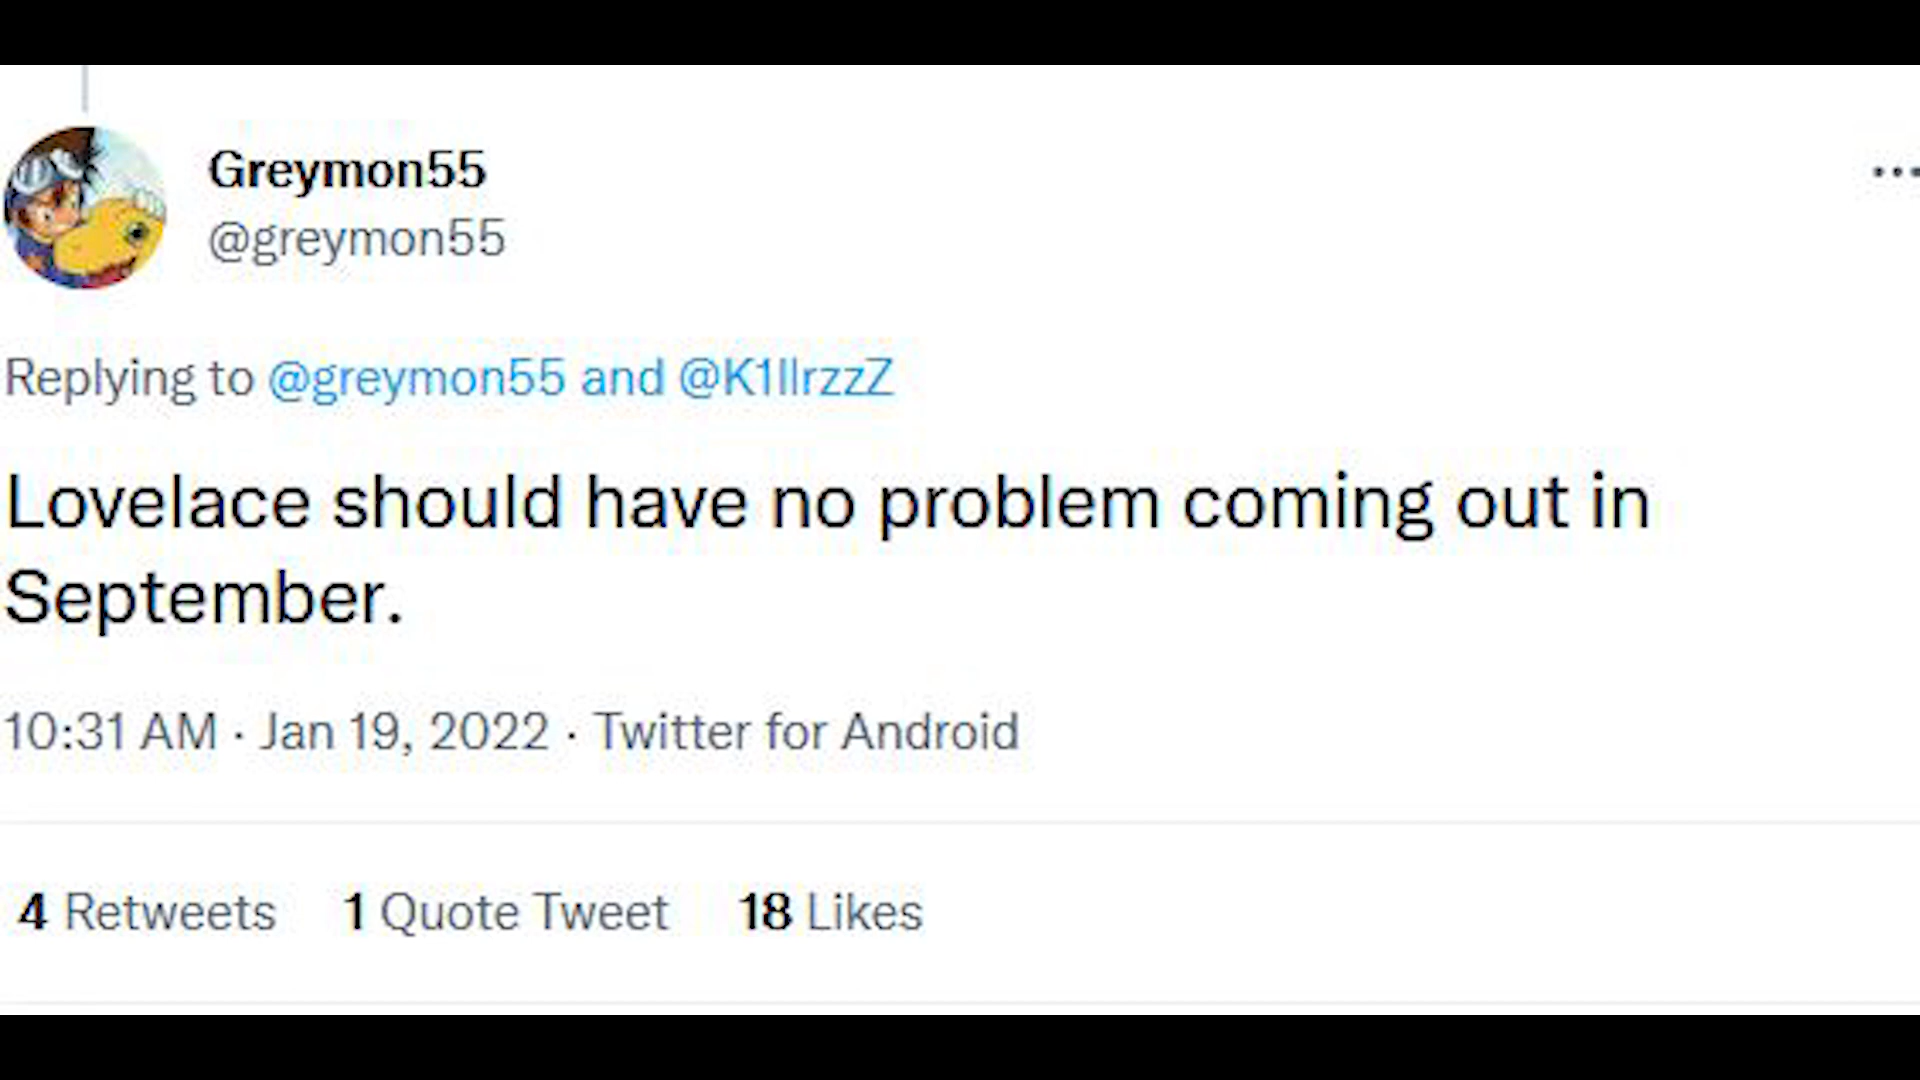 Greymon55
@greymon55
Replying to @greymon55 and @K1llrzzZ
Lovelace should have no problem coming out in
September.
10:31 AM · Jan 19, 2022 · Twitter for Android
4 Retweets 1 Quote Tweet 18 Likes